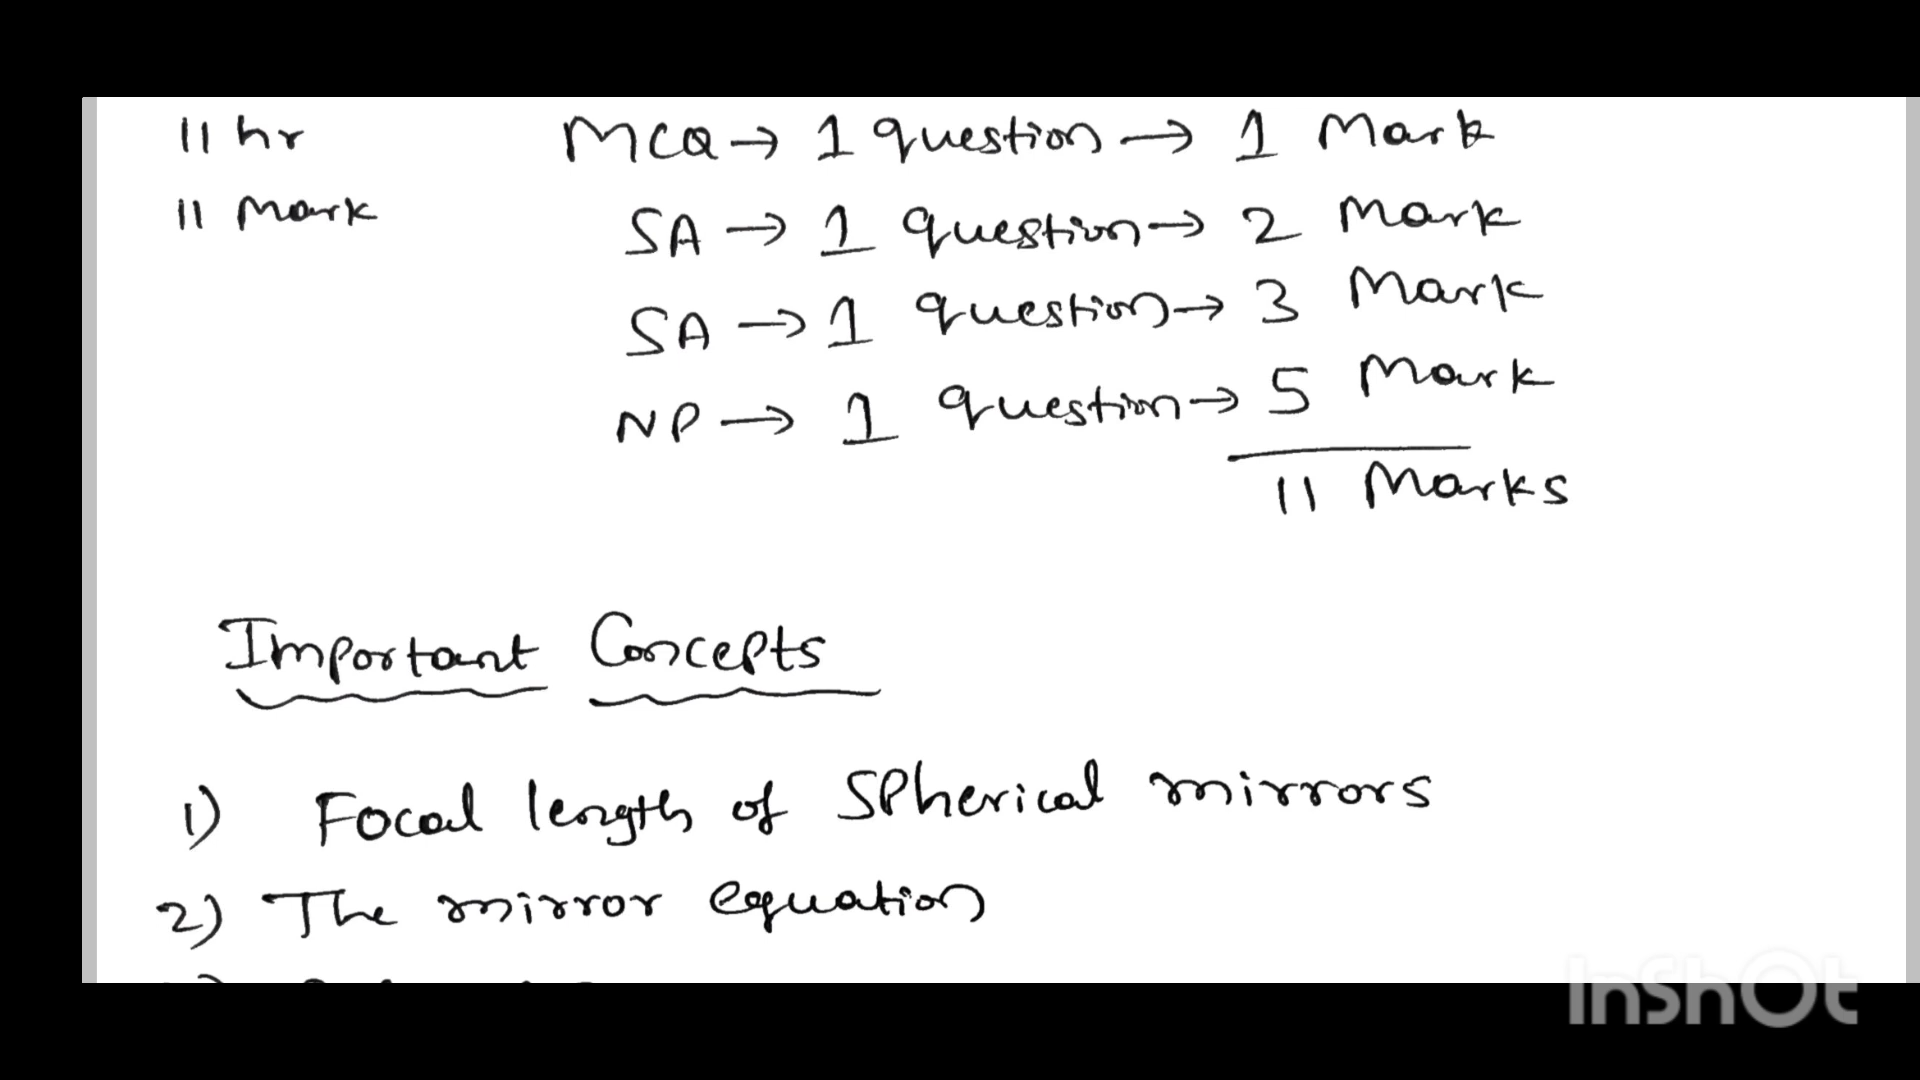 11 hr MCQ → 1 question → 1 Mark
11 Mark SA → 1 question → 2 Mark
SA → 1 question → 3 Mark
NP → 1 question → 5 Mark
11 Marks
Important Concepts
1) Focal length of Spherical mirrors
2) The mirror equation
InShOt